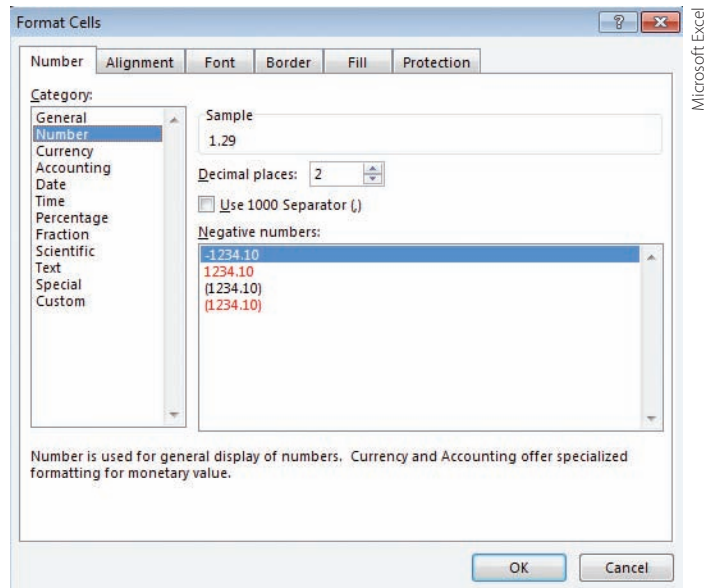 Format Cells
Number Alignment Font Border Fill Protection
Category:
General
Number
Currency
Accounting
Date
Time
Percentage
Fraction
Scientific
Text
Special
Custom
Sample
1.29
Decimal places: 2
Use 1000 Separator (,)
Negative numbers:
-1234.10
1234.10
(1234.10)
(1234.10)
Number is used for general display of numbers. Currency and Accounting offer specialized
formatting for monetary value.
OK Cancel
Microsoft Excel